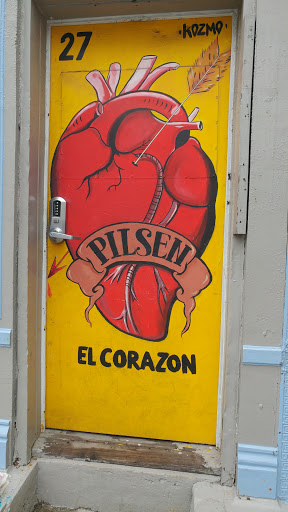 27
KOZMO
PILSEN
EL CORAZON